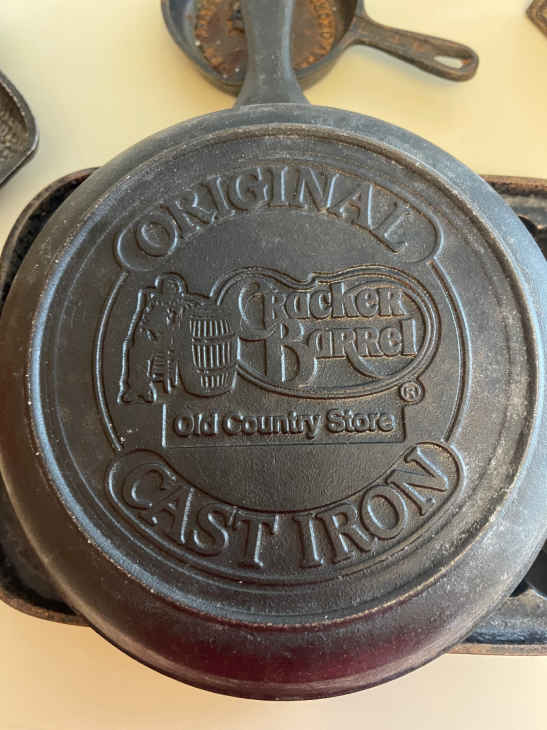 ORIGINAL
Cracker
Barrel
®
Old Country Store
CAST IRON